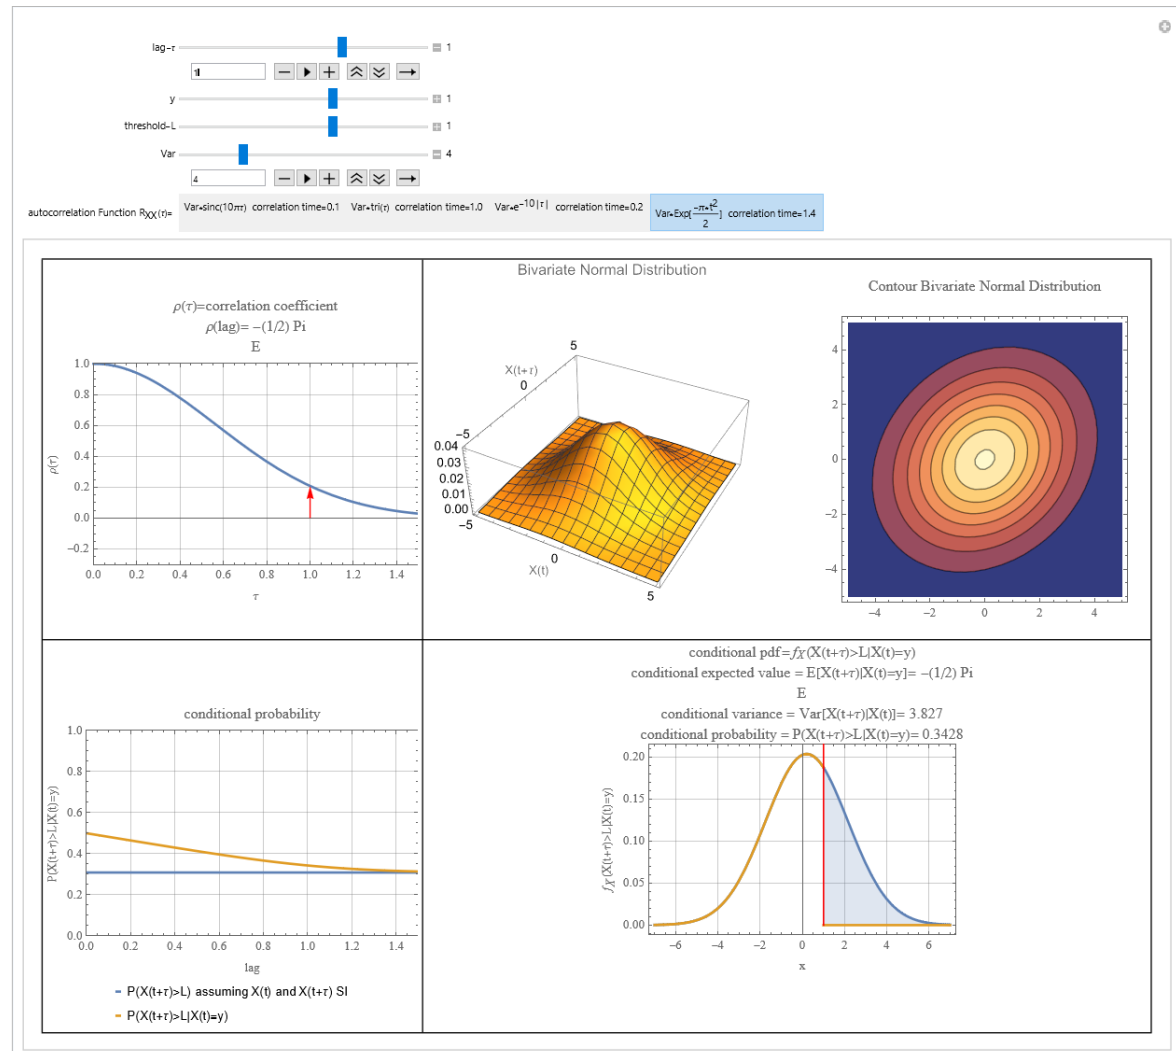 lag-τ 1
1
y 1
threshold-L 1
Var 4
4
autocorrelation Function RXX(τ)= Var*sinc(10πτ) correlation time=0.1 Var*tri(τ) correlation time=1.0 Var*e^-10|τ| correlation time=0.2 Var*Exp[-π*t^2/2] correlation time=1.4
ρ(τ)=correlation coefficient
ρ(lag)= −(1/2) Pi
E
1.0
0.8
0.6
0.4
0.2
0.0
−0.2
ρ(τ)
0.0 0.2 0.4 0.6 0.8 1.0 1.2 1.4
τ
Bivariate Normal Distribution
5
X(t+τ)
0
−5
0.04
0.03
0.02
0.01
0.00
−5
0
X(t)
5
Contour Bivariate Normal Distribution
4
2
0
−2
−4
−4 −2 0 2 4
conditional probability
1.0
0.8
0.6
0.4
0.2
0.0
P(X(t+τ)>L|X(t)=y)
0.0 0.2 0.4 0.6 0.8 1.0 1.2 1.4
lag
P(X(t+τ)>L) assuming X(t) and X(t+τ) SI
P(X(t+τ)>L|X(t)=y)
conditional pdf=fX(X(t+τ)>L|X(t)=y)
conditional expected value = E[X(t+τ)|X(t)=y]= −(1/2) Pi
E
conditional variance = Var[X(t+τ)|X(t)]= 3.827
conditional probability = P(X(t+τ)>L|X(t)=y)= 0.3428
0.20
0.15
0.10
0.05
0.00
fX(X(t+τ)>L|X(t)=y)
−6 −4 −2 0 2 4 6
x